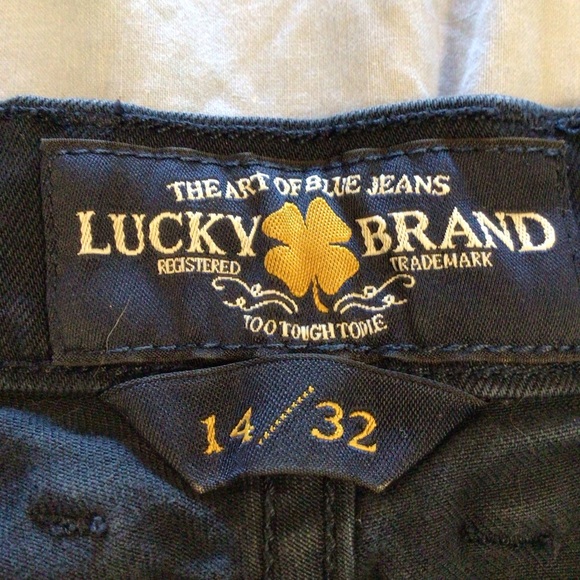 THE ART OF BLUE JEANS
LUCKY BRAND
REGISTERED TRADEMARK
TOO TOUGH TO DIE
14/32